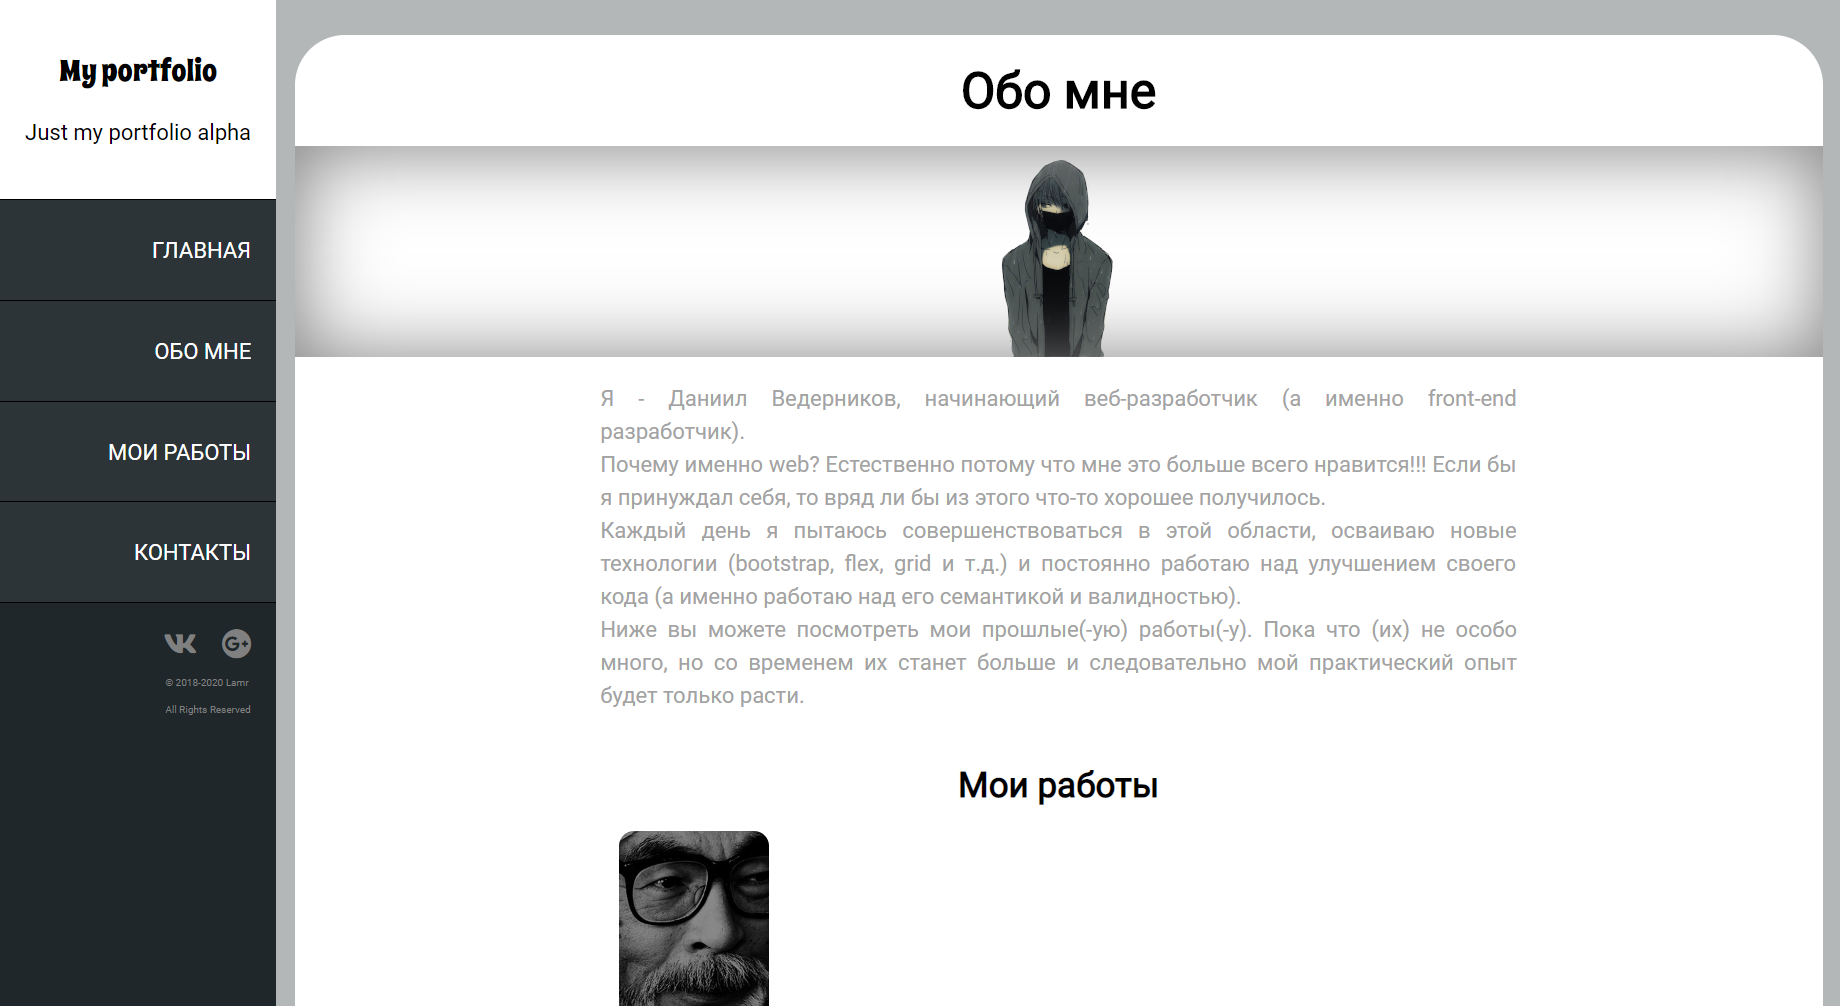 My portfolio
Just my portfolio alpha
ГЛАВНАЯ
ОБО МНЕ
МОИ РАБОТЫ
КОНТАКТЫ
© 2018-2020 Lamr
All Rights Reserved
Обо мне
Я - Даниил Ведерников, начинающий веб-разработчик (а именно front-end
разработчик).
Почему именно web? Естественно потому что мне это больше всего нравится!!! Если бы
я принуждал себя, то вряд ли бы из этого что-то хорошее получилось.
Каждый день я пытаюсь совершенствоваться в этой области, осваиваю новые
технологии (bootstrap, flex, grid и т.д.) и постоянно работаю над улучшением своего
кода (а именно работаю над его семантикой и валидностью).
Ниже вы можете посмотреть мои прошлые(-ую) работы(-у). Пока что (их) не особо
много, но со временем их станет больше и следовательно мой практический опыт
будет только расти.
Мои работы